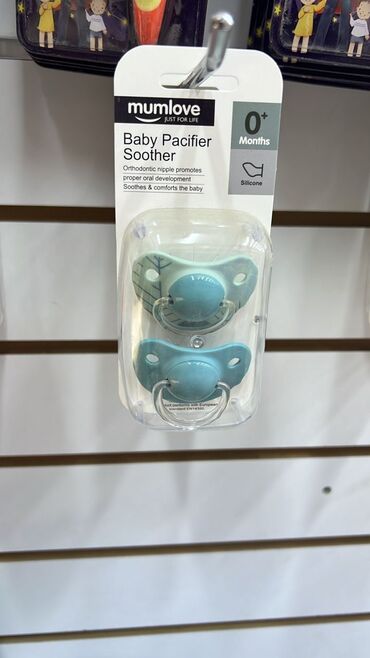 mumlove
JUST FOR LIFE
Baby Pacifier
Soother
Orthodontic nipple promotes
proper oral development
Soothes & comforts the baby
0+
Months
Silicone